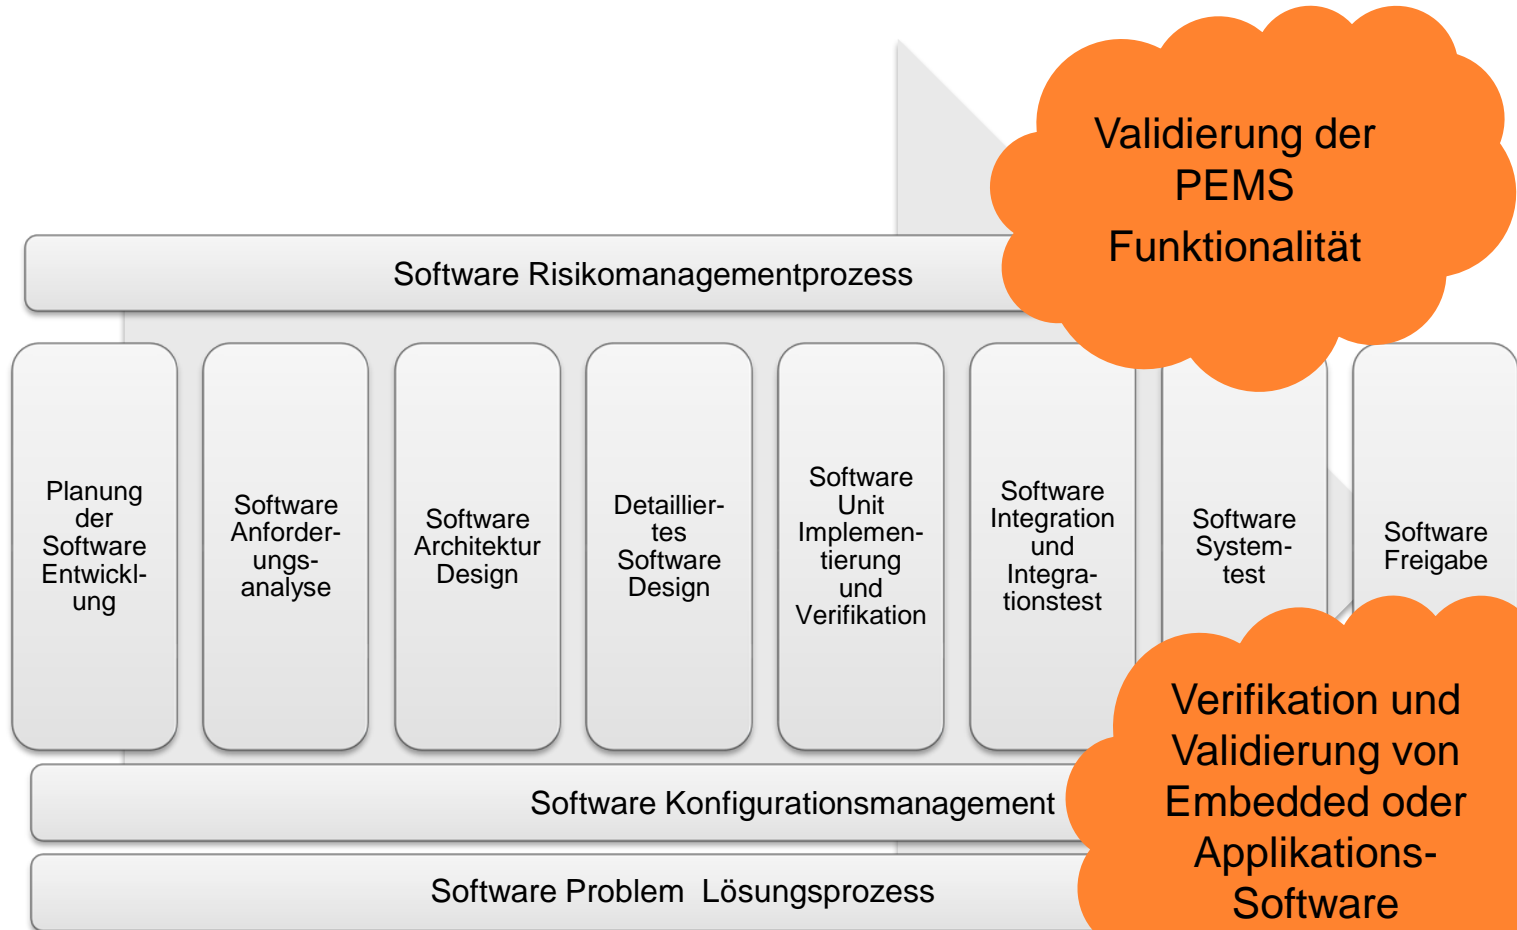 Validierung der
PEMS
Funktionalität
Software Risikomanagementprozess
Planung
der
Software
Entwickl-
ung
Software
Anforder-
ungs-
analyse
Software
Architektur
Design
Detaillier-
tes
Software
Design
Software
Unit
Implemen-
tierung
und
Verifikation
Software
Integration
und
Integra-
tionstest
Software
System-
test
Software
Freigabe
Verifikation und
Validierung von
Embedded oder
Applikations-
Software
Software Konfigurationsmanagement
Software Problem  Lösungsprozess